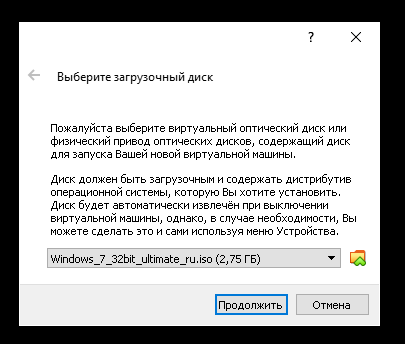 ?
Выберите загрузочный диск
Пожалуйста выберите виртуальный оптический диск или
физический привод оптических дисков, содержащий диск
для запуска Вашей новой виртуальной машины.
Диск должен быть загрузочным и содержать дистрибутив
операционной системы, которую Вы хотите установить.
Диск будет автоматически извлечён при выключении
виртуальной машины, однако, в случае необходимости, Вы
можете сделать это и сами используя меню Устройства.
Windows_7_32bit_ultimate_ru.iso (2,75 ГБ)
Продолжить Отмена